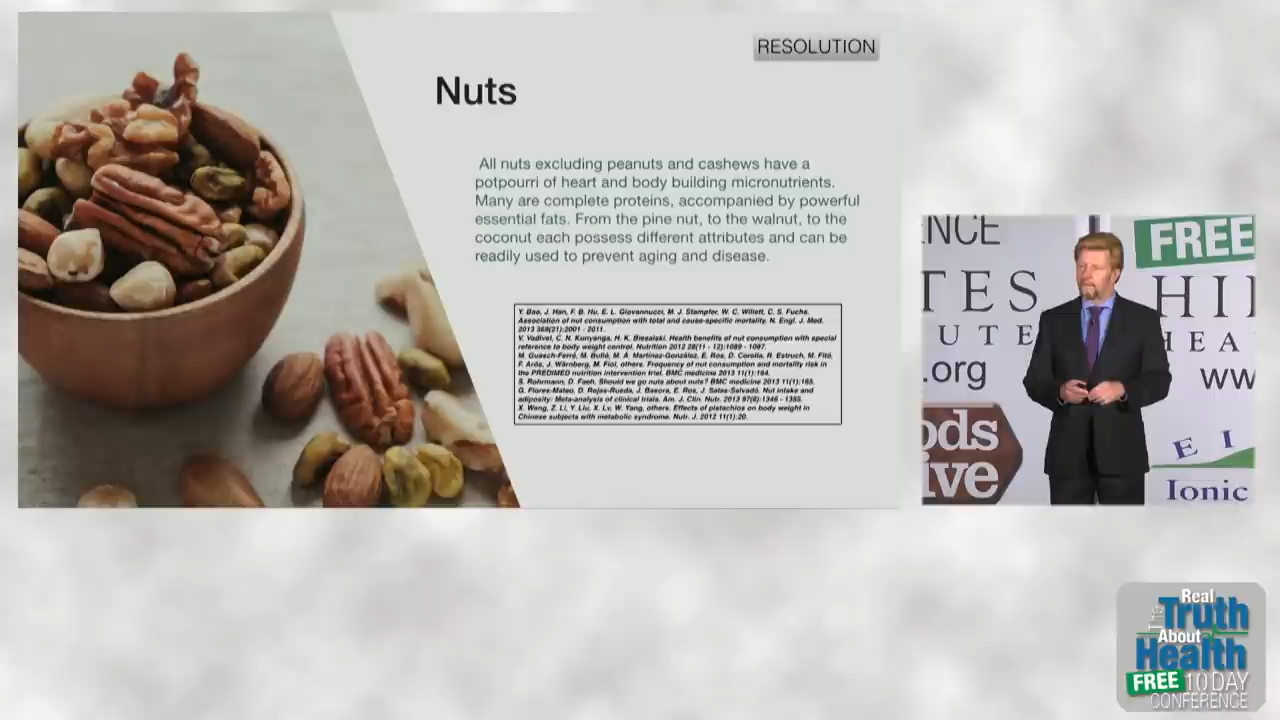 RESOLUTION
Nuts
All nuts excluding peanuts and cashews have a
potpourri of heart and body building micronutrients.
Many are complete proteins, accompanied by powerful
essential fats. From the pine nut, to the walnut, to the
coconut each possess different attributes and can be
readily used to prevent aging and disease.
Y. Bao, J. Han, F. B. Hu, E. L. Giovannucci, M. J. Stampfer, W. C. Willett, C. S. Fuchs.
Association of nut consumption with total and cause-specific mortality. N. Engl. J. Med.
2013 369(21):2001 - 2011.
V. Vadivel, C. N. Kunyanga, H. K. Biesalski. Health benefits of nut consumption with special
reference to body weight control. Nutrition 2012 28(11 - 12):1089 - 1097.
M. Guasch-Ferré, M. Bulló, M. Á. Martínez-González, E. Ros, D. Corella, R. Estruch, M. Fitó,
F. Arós, J. Wärnberg, M. Fiol, others. Frequency of nut consumption and mortality risk in
the PREDIMED nutrition intervention trial. BMC medicine 2013 11(1):164.
S. Rohrmann, D. Faeh. Should we go nuts about nuts? BMC medicine 2013 11(1):165.
G. Flores-Mateo, D. Rojas-Rueda, J. Basora, E. Ros, J. Salas-Salvadó. Nut intake and
adiposity: Meta-analysis of clinical trials. Am. J. Clin. Nutr. 2013 97(6):1346 - 1355.
X. Wang, Z. Li, Y. Liu, X. Lv, W. Yang, others. Effects of pistachios on body weight in
Chinese subjects with metabolic syndrome. Nutr. J. 2012 11(1):20.
ENCE
FREE
TES
HI
UTE
HEA
.org
WW
ods
ive
E I
Ionic
The Real
Truth
About
Health
FREE 10 DAY
CONFERENCE